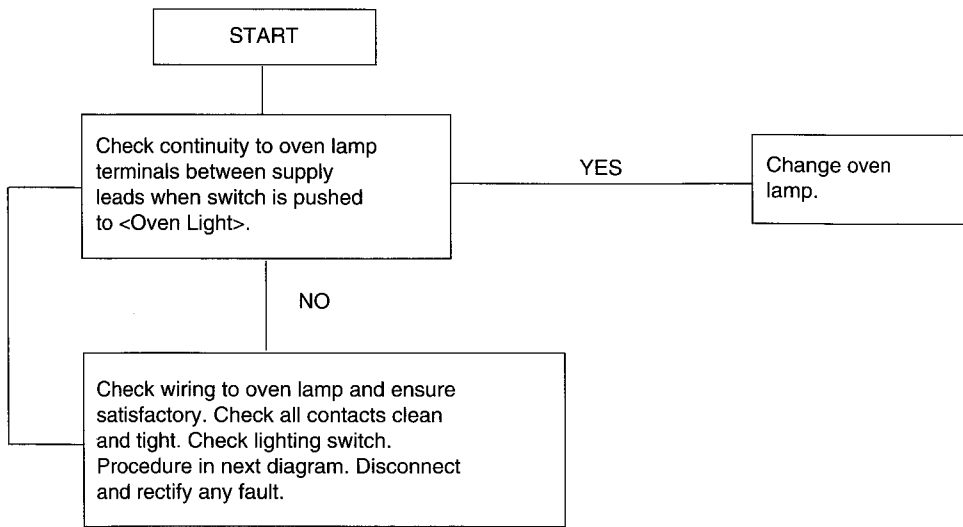 START
Check continuity to oven lamp
terminals between supply
leads when switch is pushed
to <Oven Light>.
YES
Change oven
lamp.
NO
Check wiring to oven lamp and ensure
satisfactory. Check all contacts clean
and tight. Check lighting switch.
Procedure in next diagram. Disconnect
and rectify any fault.